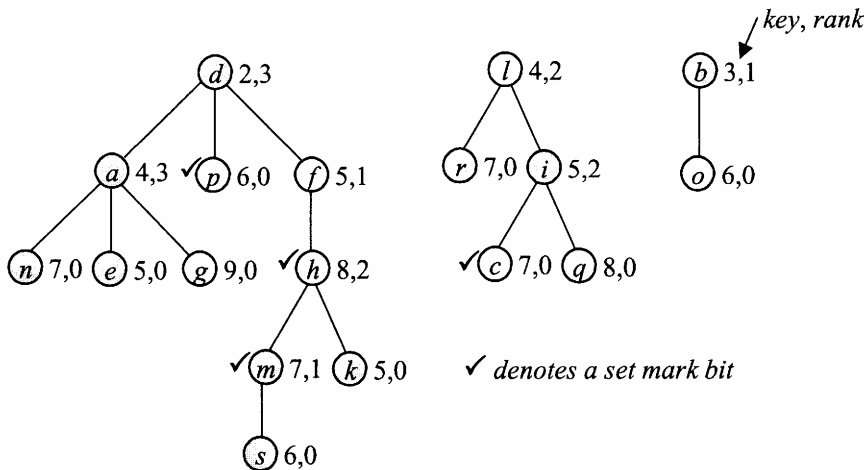 key, rank
d 2,3 l 4,2 b 3,1
a 4,3 ✓ p 6,0 f 5,1 r 7,0 i 5,2 o 6,0
n 7,0 e 5,0 g 9,0 ✓ h 8,2 ✓ c 7,0 q 8,0
✓ m 7,1 k 5,0 ✓ denotes a set mark bit
s 6,0